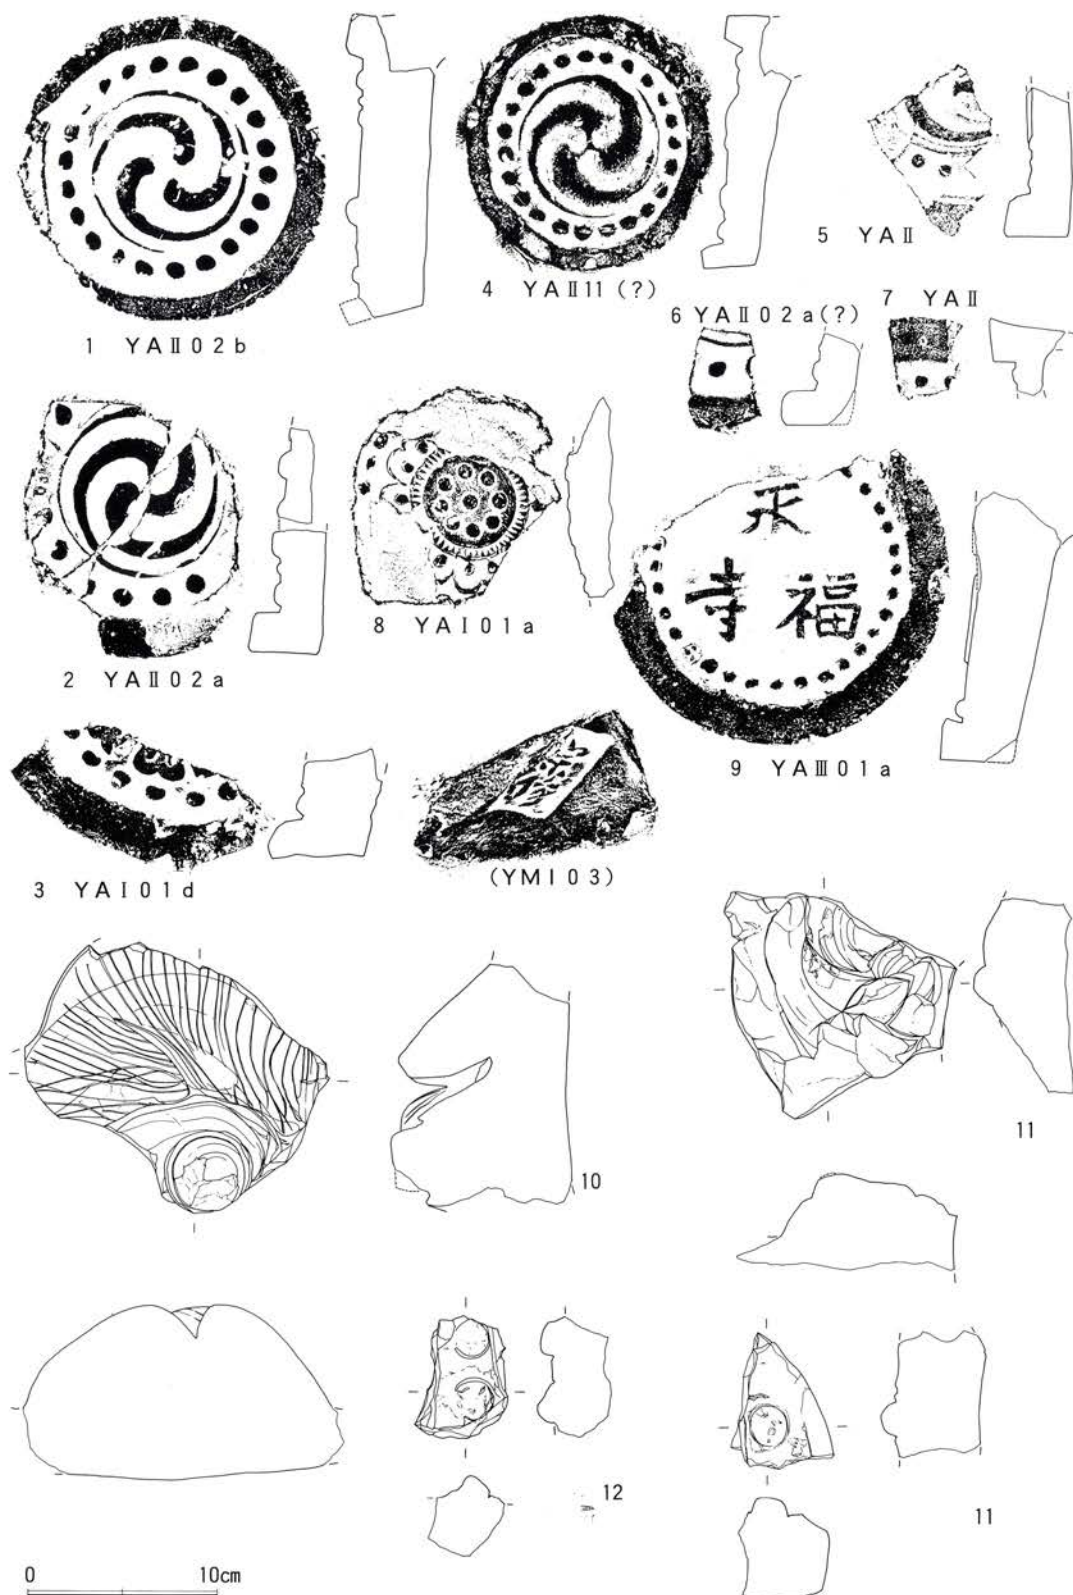 1 YAⅡ02b
4 YAⅡ11(?)
5 YAⅡ
6 YAⅡ02a(?)
7 YAⅡ
2 YAⅡ02a
8 YAⅠ01a
永
寺 福
9 YAⅢ01a
3 YAⅠ01d
(YMⅠ03)
10
11
12
11
0 10cm